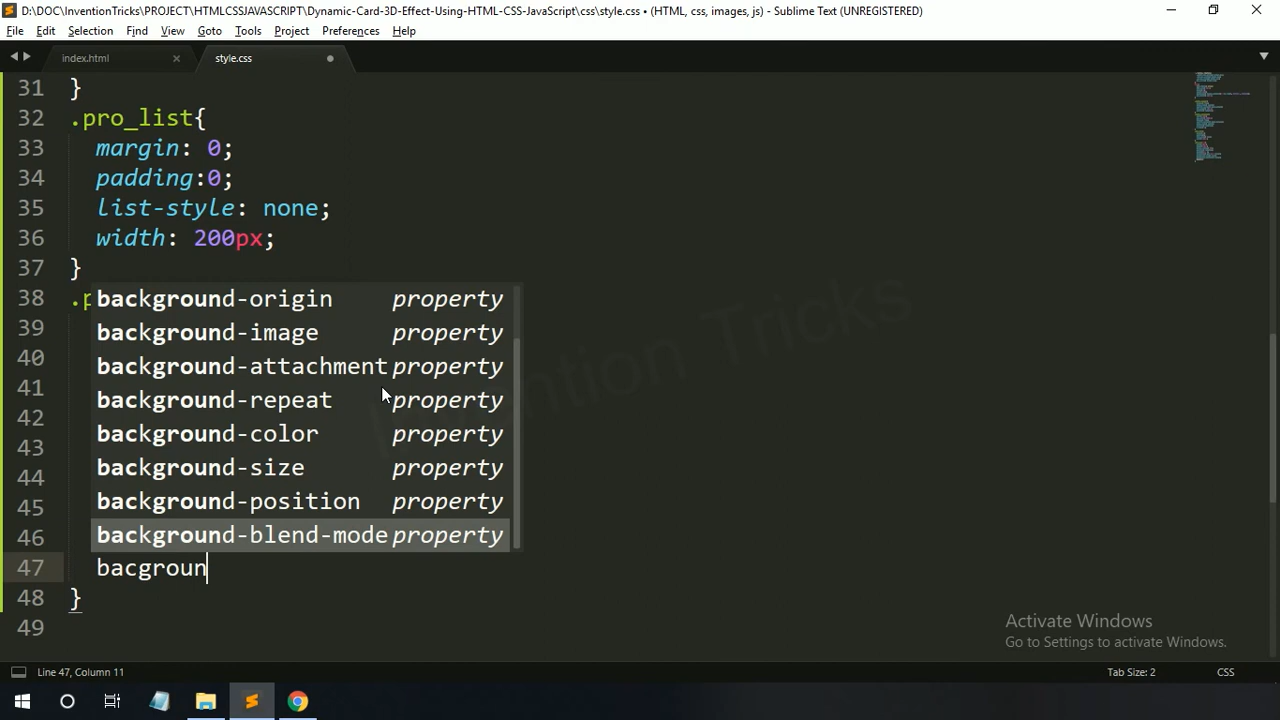 D:\DOC\InventionTricks\PROJECT\HTMLCSSJAVASCRIPT\Dynamic-Card-3D-Effect-Using-HTML-CSS-JavaScript\css\style.css • (HTML, css, images, js) - Sublime Text (UNREGISTERED)
File Edit Selection Find View Goto Tools Project Preferences Help
index.html style.css
31 }
32 .pro_list{
33 margin: 0;
34 padding:0;
35 list-style: none;
36 width: 200px;
37 }
38 .p
background-origin property
39
background-image property
40
background-attachment property
41
background-repeat property
42
background-color property
43
background-size property
44
background-position property
45
background-blend-mode property
46
47 bacgroun
48 }
49
Invention Tricks
Activate Windows
Go to Settings to activate Windows.
Line 47, Column 11 Tab Size: 2 CSS